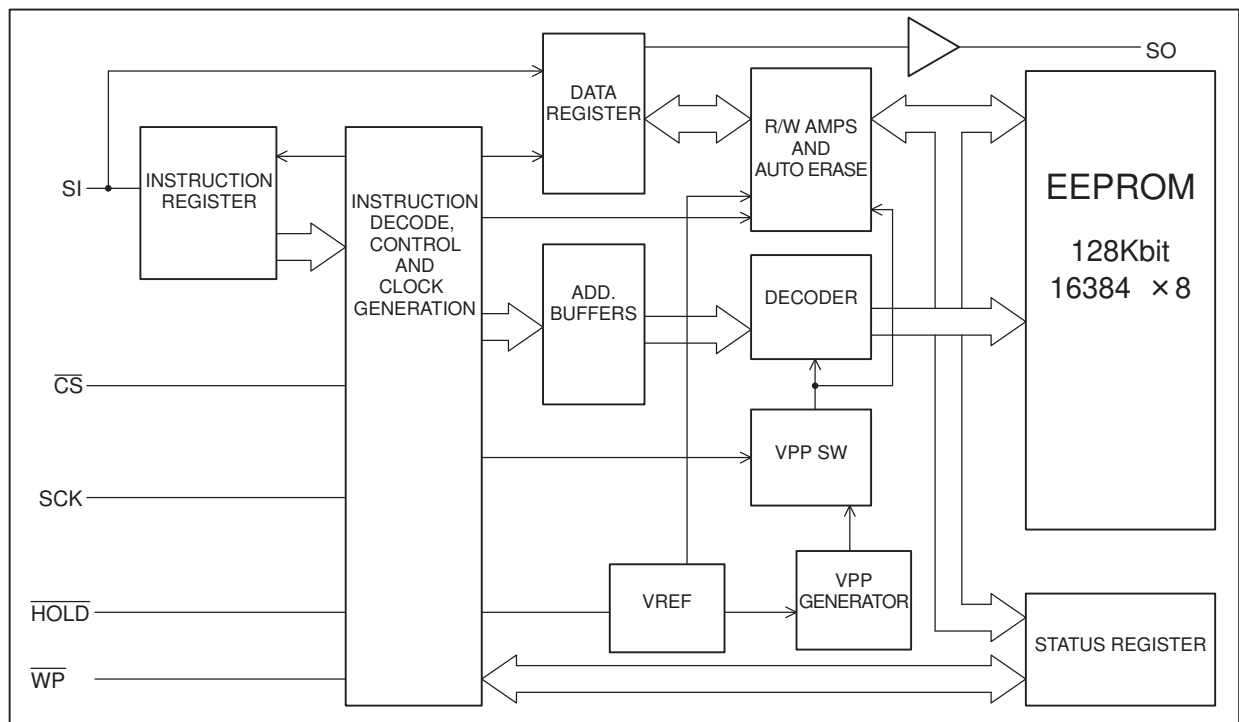 SO
DATA
REGISTER
R/W AMPS
AND
AUTO ERASE
SI
INSTRUCTION
REGISTER
INSTRUCTION
DECODE,
CONTROL
AND
CLOCK
GENERATION
EEPROM
128Kbit
16384 ×8
ADD.
BUFFERS
DECODER
CS
VPP SW
SCK
HOLD
VREF
VPP
GENERATOR
STATUS REGISTER
WP